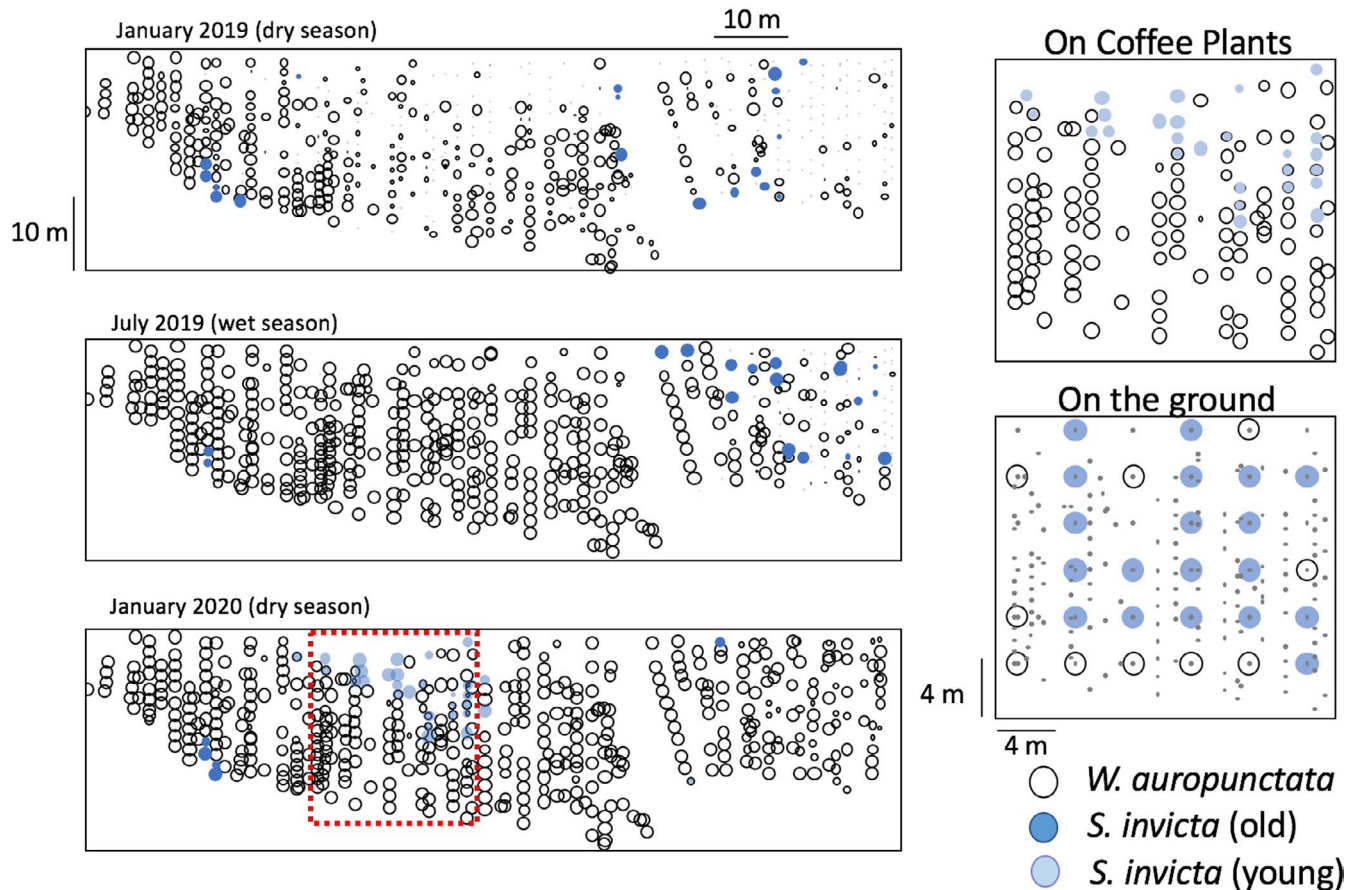 January 2019 (dry season)
10 m
10 m
July 2019 (wet season)
January 2020 (dry season)
On Coffee Plants
On the ground
4 m
4 m
W. auropunctata
S. invicta (old)
S. invicta (young)